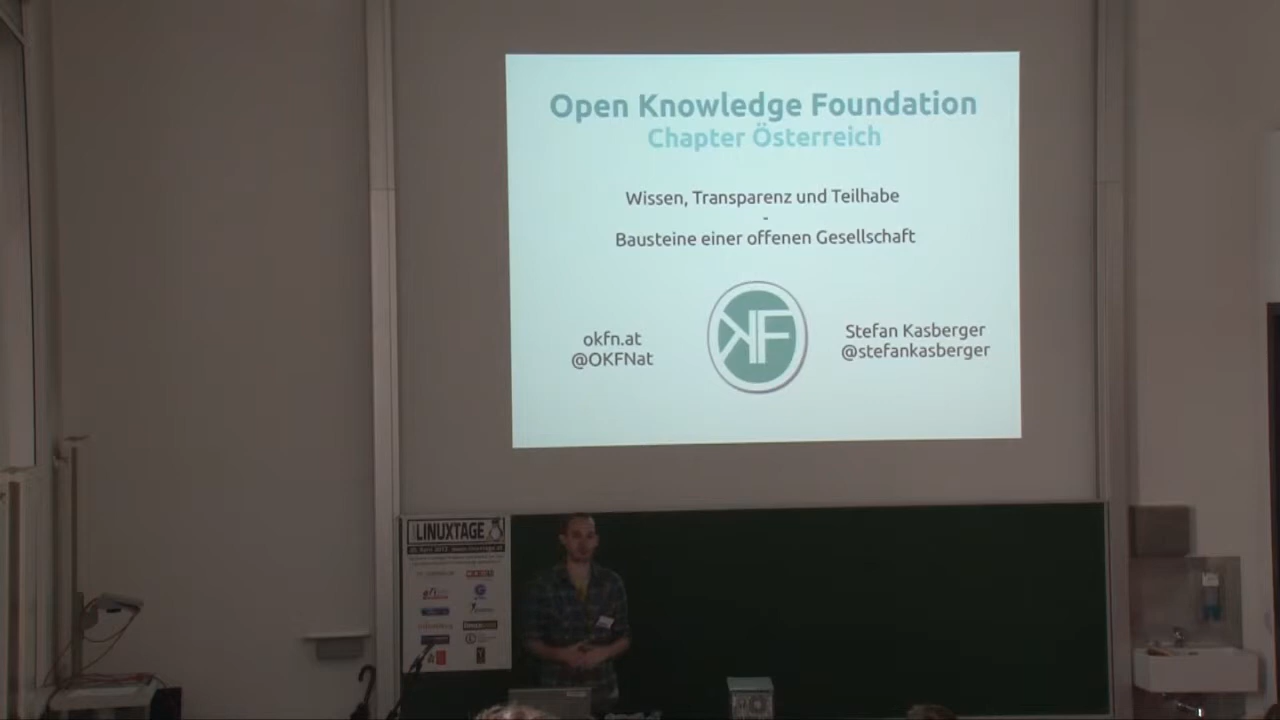 Open Knowledge Foundation
Chapter Österreich
Wissen, Transparenz und Teilhabe
-
Bausteine einer offenen Gesellschaft
okfn.at
@OKFNat
KF
Stefan Kasberger
@stefankasberger
LINUXTAGE